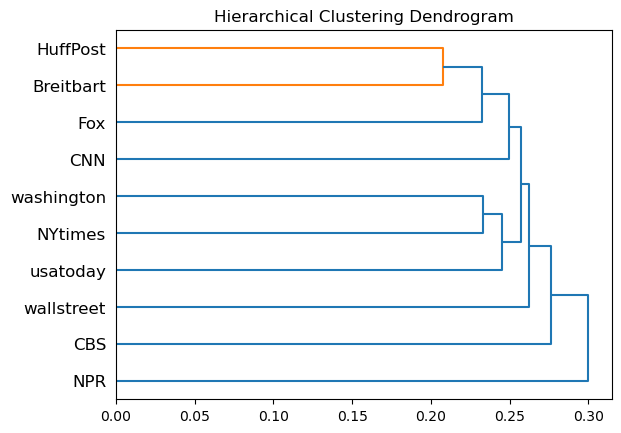 Hierarchical Clustering Dendrogram
HuffPost
Breitbart
Fox
CNN
washington
NYtimes
usatoday
wallstreet
CBS
NPR
0.00 0.05 0.10 0.15 0.20 0.25 0.30